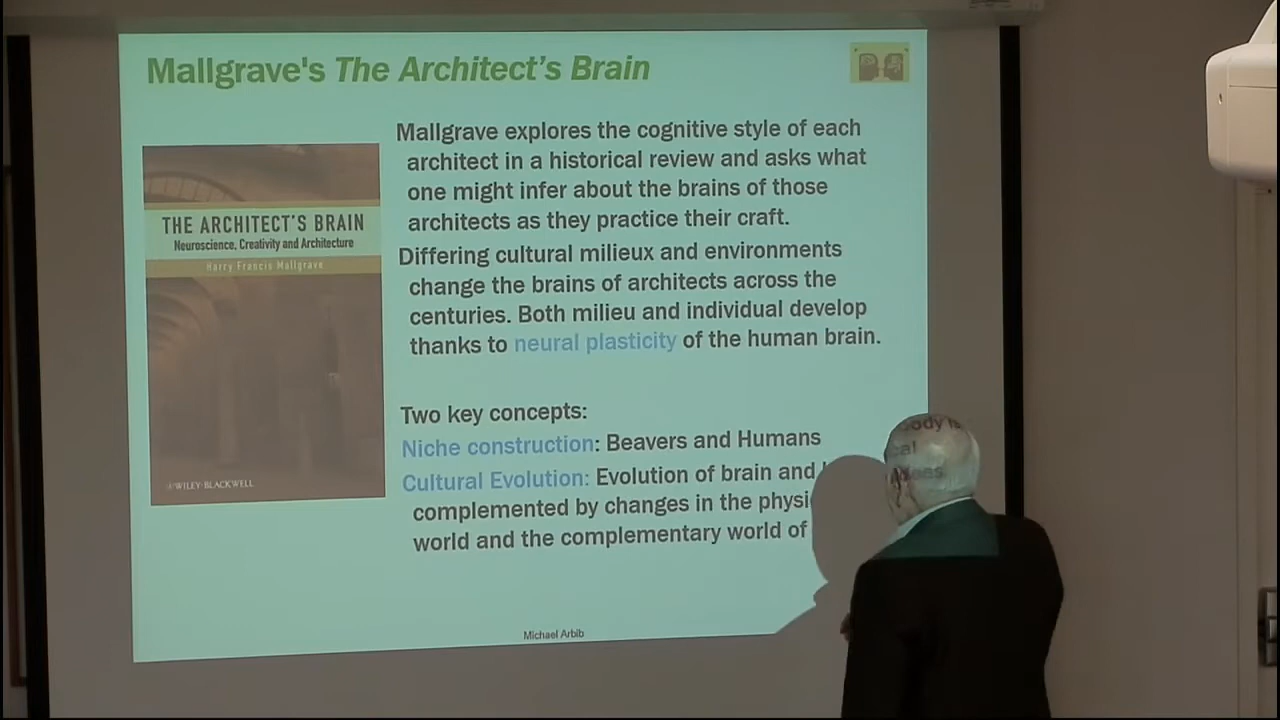 Mallgrave's The Architect's Brain
THE ARCHITECT'S BRAIN
Neuroscience, Creativity and Architecture
Harry Francis Mallgrave
WILEY-BLACKWELL
Mallgrave explores the cognitive style of each
architect in a historical review and asks what
one might infer about the brains of those
architects as they practice their craft.
Differing cultural milieux and environments
change the brains of architects across the
centuries. Both milieu and individual develop
thanks to neural plasticity of the human brain.
Two key concepts:
Niche construction: Beavers and Humans
Cultural Evolution: Evolution of brain and body is
complemented by changes in the physical
world and the complementary world of ideas
Michael Arbib